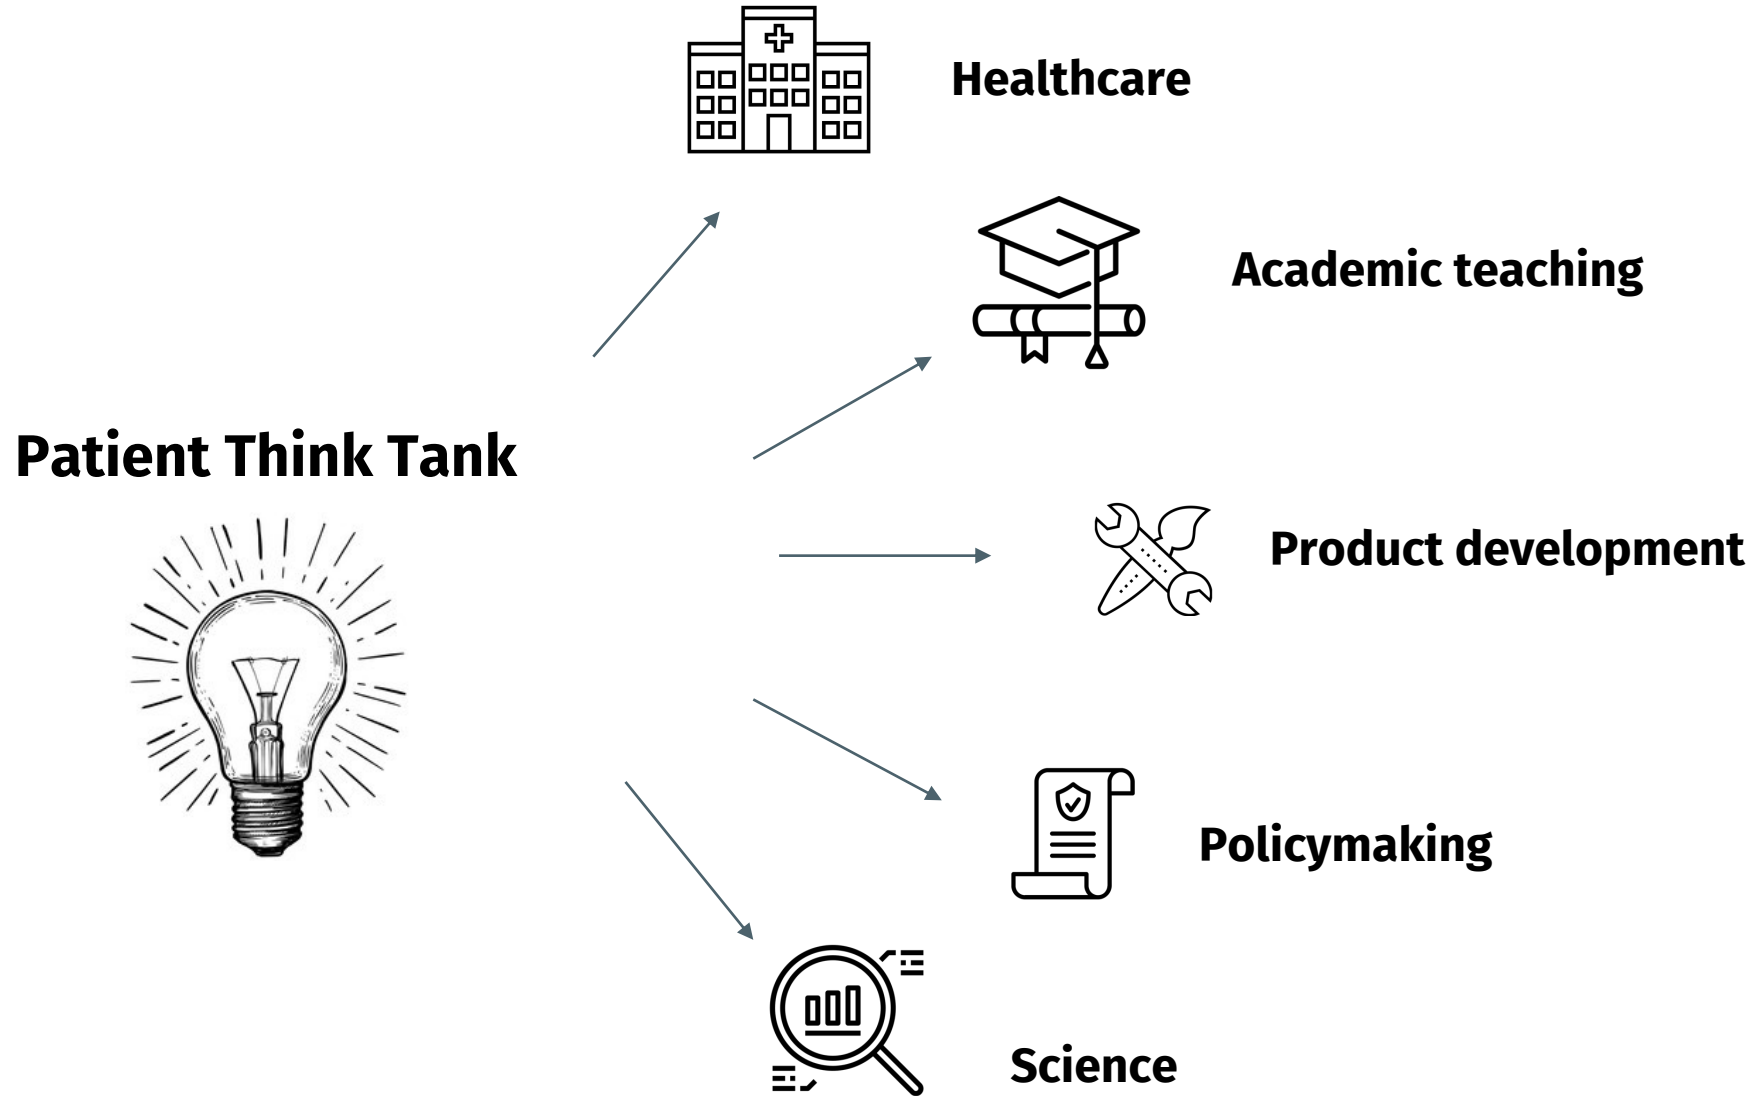 Healthcare
Academic teaching
Patient Think Tank
Product development
Policymaking
Science